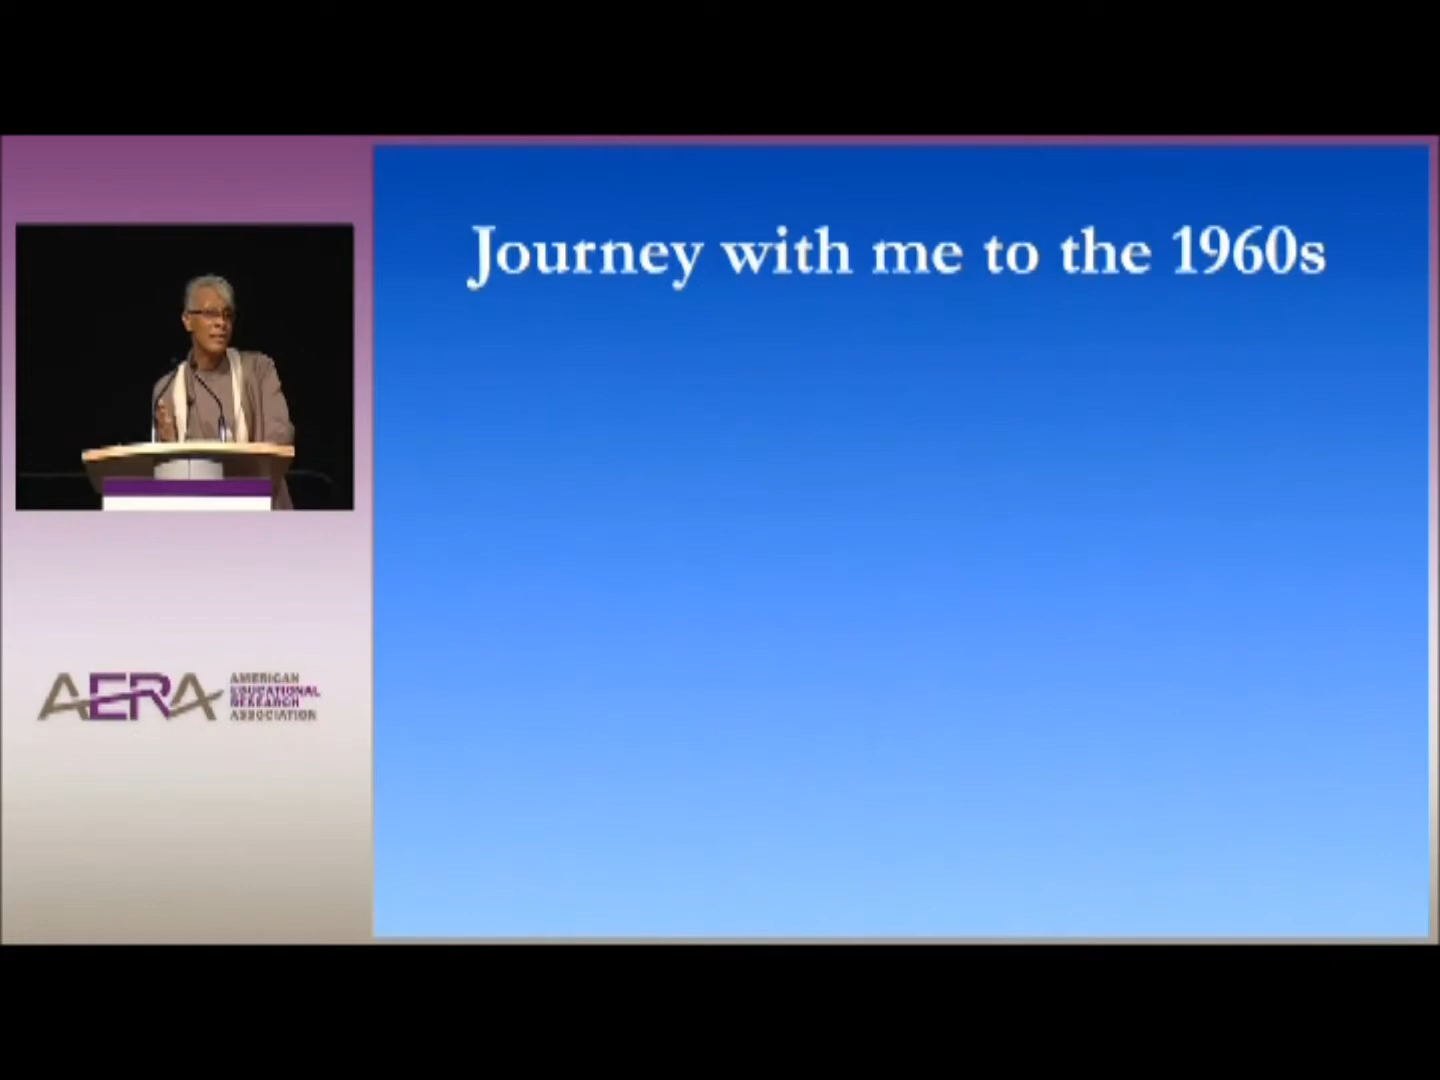 Journey with me to the 1960s
AERA
AMERICAN
EDUCATIONAL
RESEARCH
ASSOCIATION